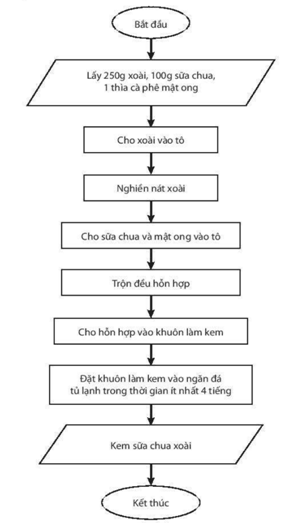 Bắt đầu
Lấy 250g xoài, 100g sữa chua,
1 thìa cà phê mật ong
Cho xoài vào tô
Nghiền nát xoài
Cho sữa chua và mật ong vào tô
Trộn đều hỗn hợp
Cho hỗn hợp vào khuôn làm kem
Đặt khuôn làm kem vào ngăn đá
tủ lạnh trong thời gian ít nhất 4 tiếng
Kem sữa chua xoài
Kết thúc